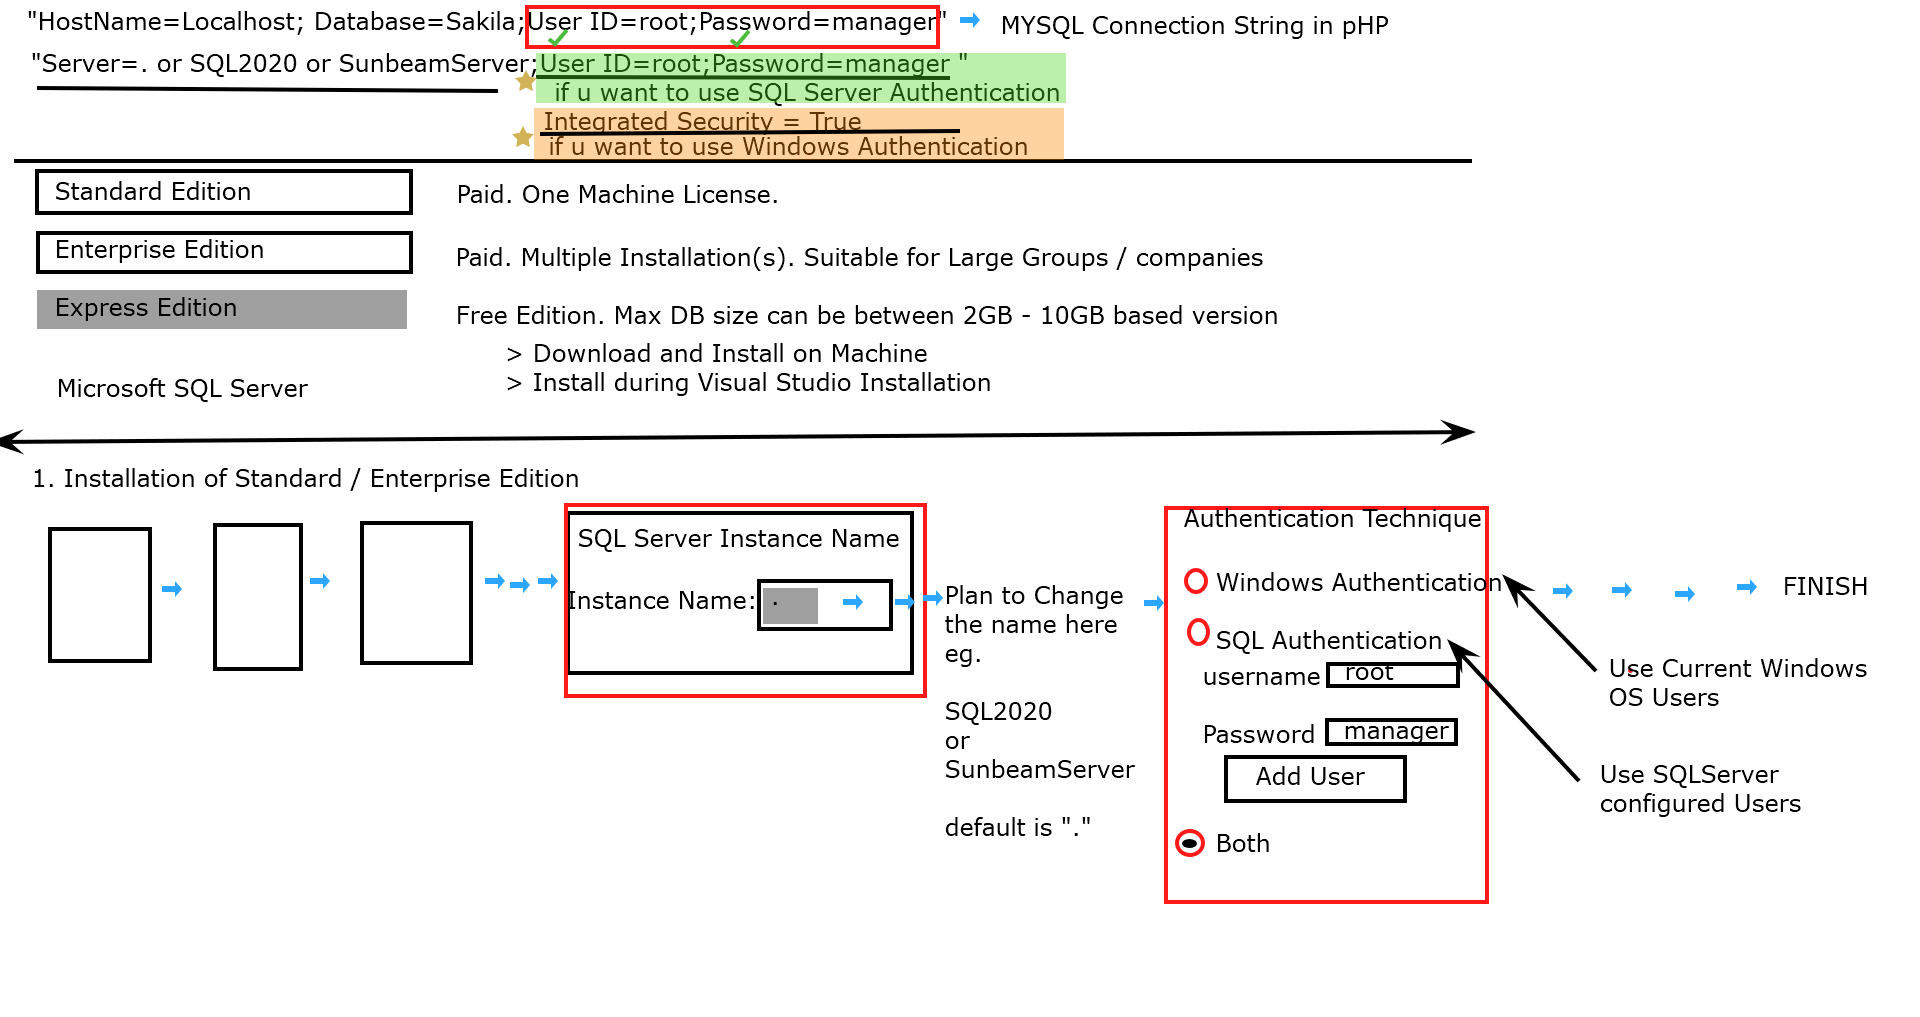 "HostName=Localhost; Database=Sakila;User ID=root;Password=manager"
MYSQL Connection String in pHP
"Server=. or SQL2020 or SunbeamServer;User ID=root;Password=manager "
if u want to use SQL Server Authentication
Integrated Security = True
if u want to use Windows Authentication
Standard Edition
Paid. One Machine License.
Enterprise Edition
Paid. Multiple Installation(s). Suitable for Large Groups / companies
Express Edition
Free Edition. Max DB size can be between 2GB - 10GB based version
> Download and Install on Machine
> Install during Visual Studio Installation
Microsoft SQL Server
1. Installation of Standard / Enterprise Edition
SQL Server Instance Name
Instance Name: .
Plan to Change
the name here
eg.
SQL2020
or
SunbeamServer
default is "."
Authentication Technique
Windows Authentication
SQL Authentication
username root
Password manager
Add User
Both
FINISH
Use Current Windows
OS Users
Use SQLServer
configured Users